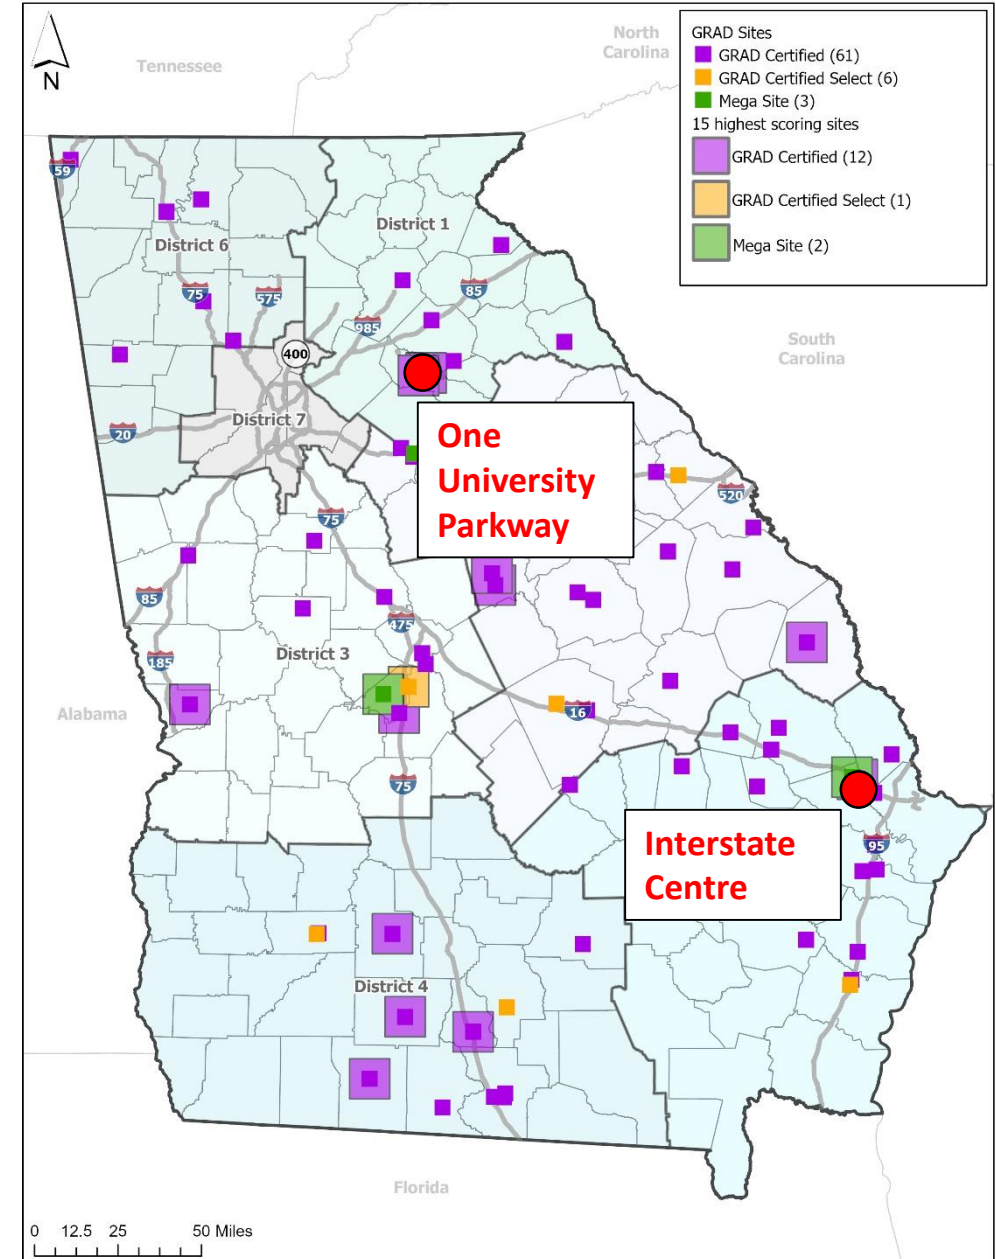 N
Tennessee
North
Carolina
GRAD Sites
GRAD Certified (61)
GRAD Certified Select (6)
Mega Site (3)
15 highest scoring sites
GRAD Certified (12)
GRAD Certified Select (1)
Mega Site (2)
59
District 1
District 6
75
575
85
985
South
Carolina
400
District 7
20
One
University
Parkway
520
75
85
475
185
District 3
Alabama
16
75
Interstate
Centre
95
District 4
Florida
0 12.5 25 50 Miles